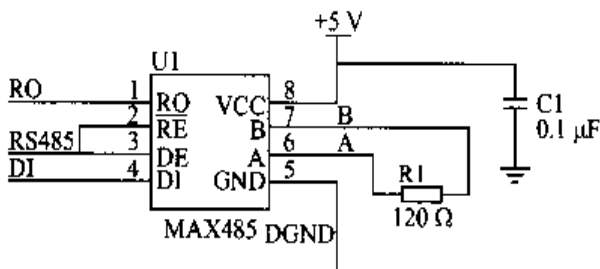 +5 V
U1
RO 1 RO VCC 8
2 RE B 7 B
RS485 3 DE A 6 A
DI 4 DI GND 5
MAX485 DGND
C1
0.1 μF
R1
120 Ω